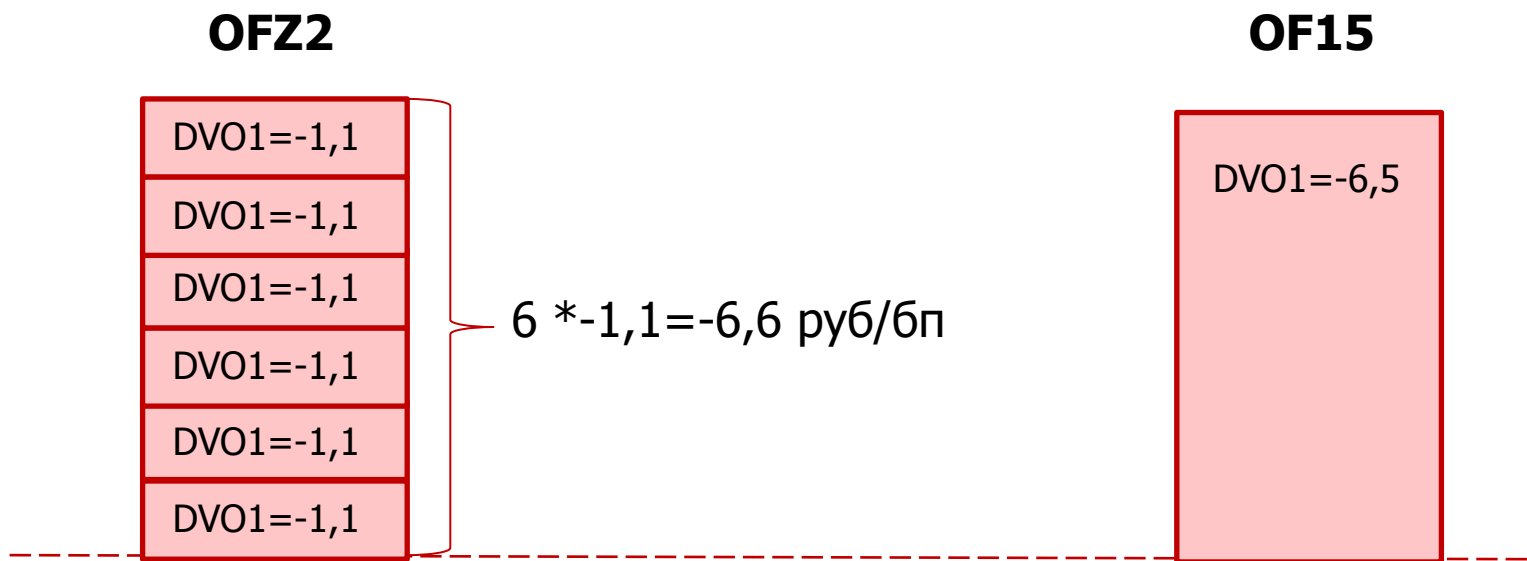 OFZ2
OF15
DVO1=-1,1
DVO1=-1,1
DVO1=-1,1
DVO1=-1,1
DVO1=-1,1
DVO1=-1,1
6 *-1,1=-6,6 руб/бп
DVO1=-6,5